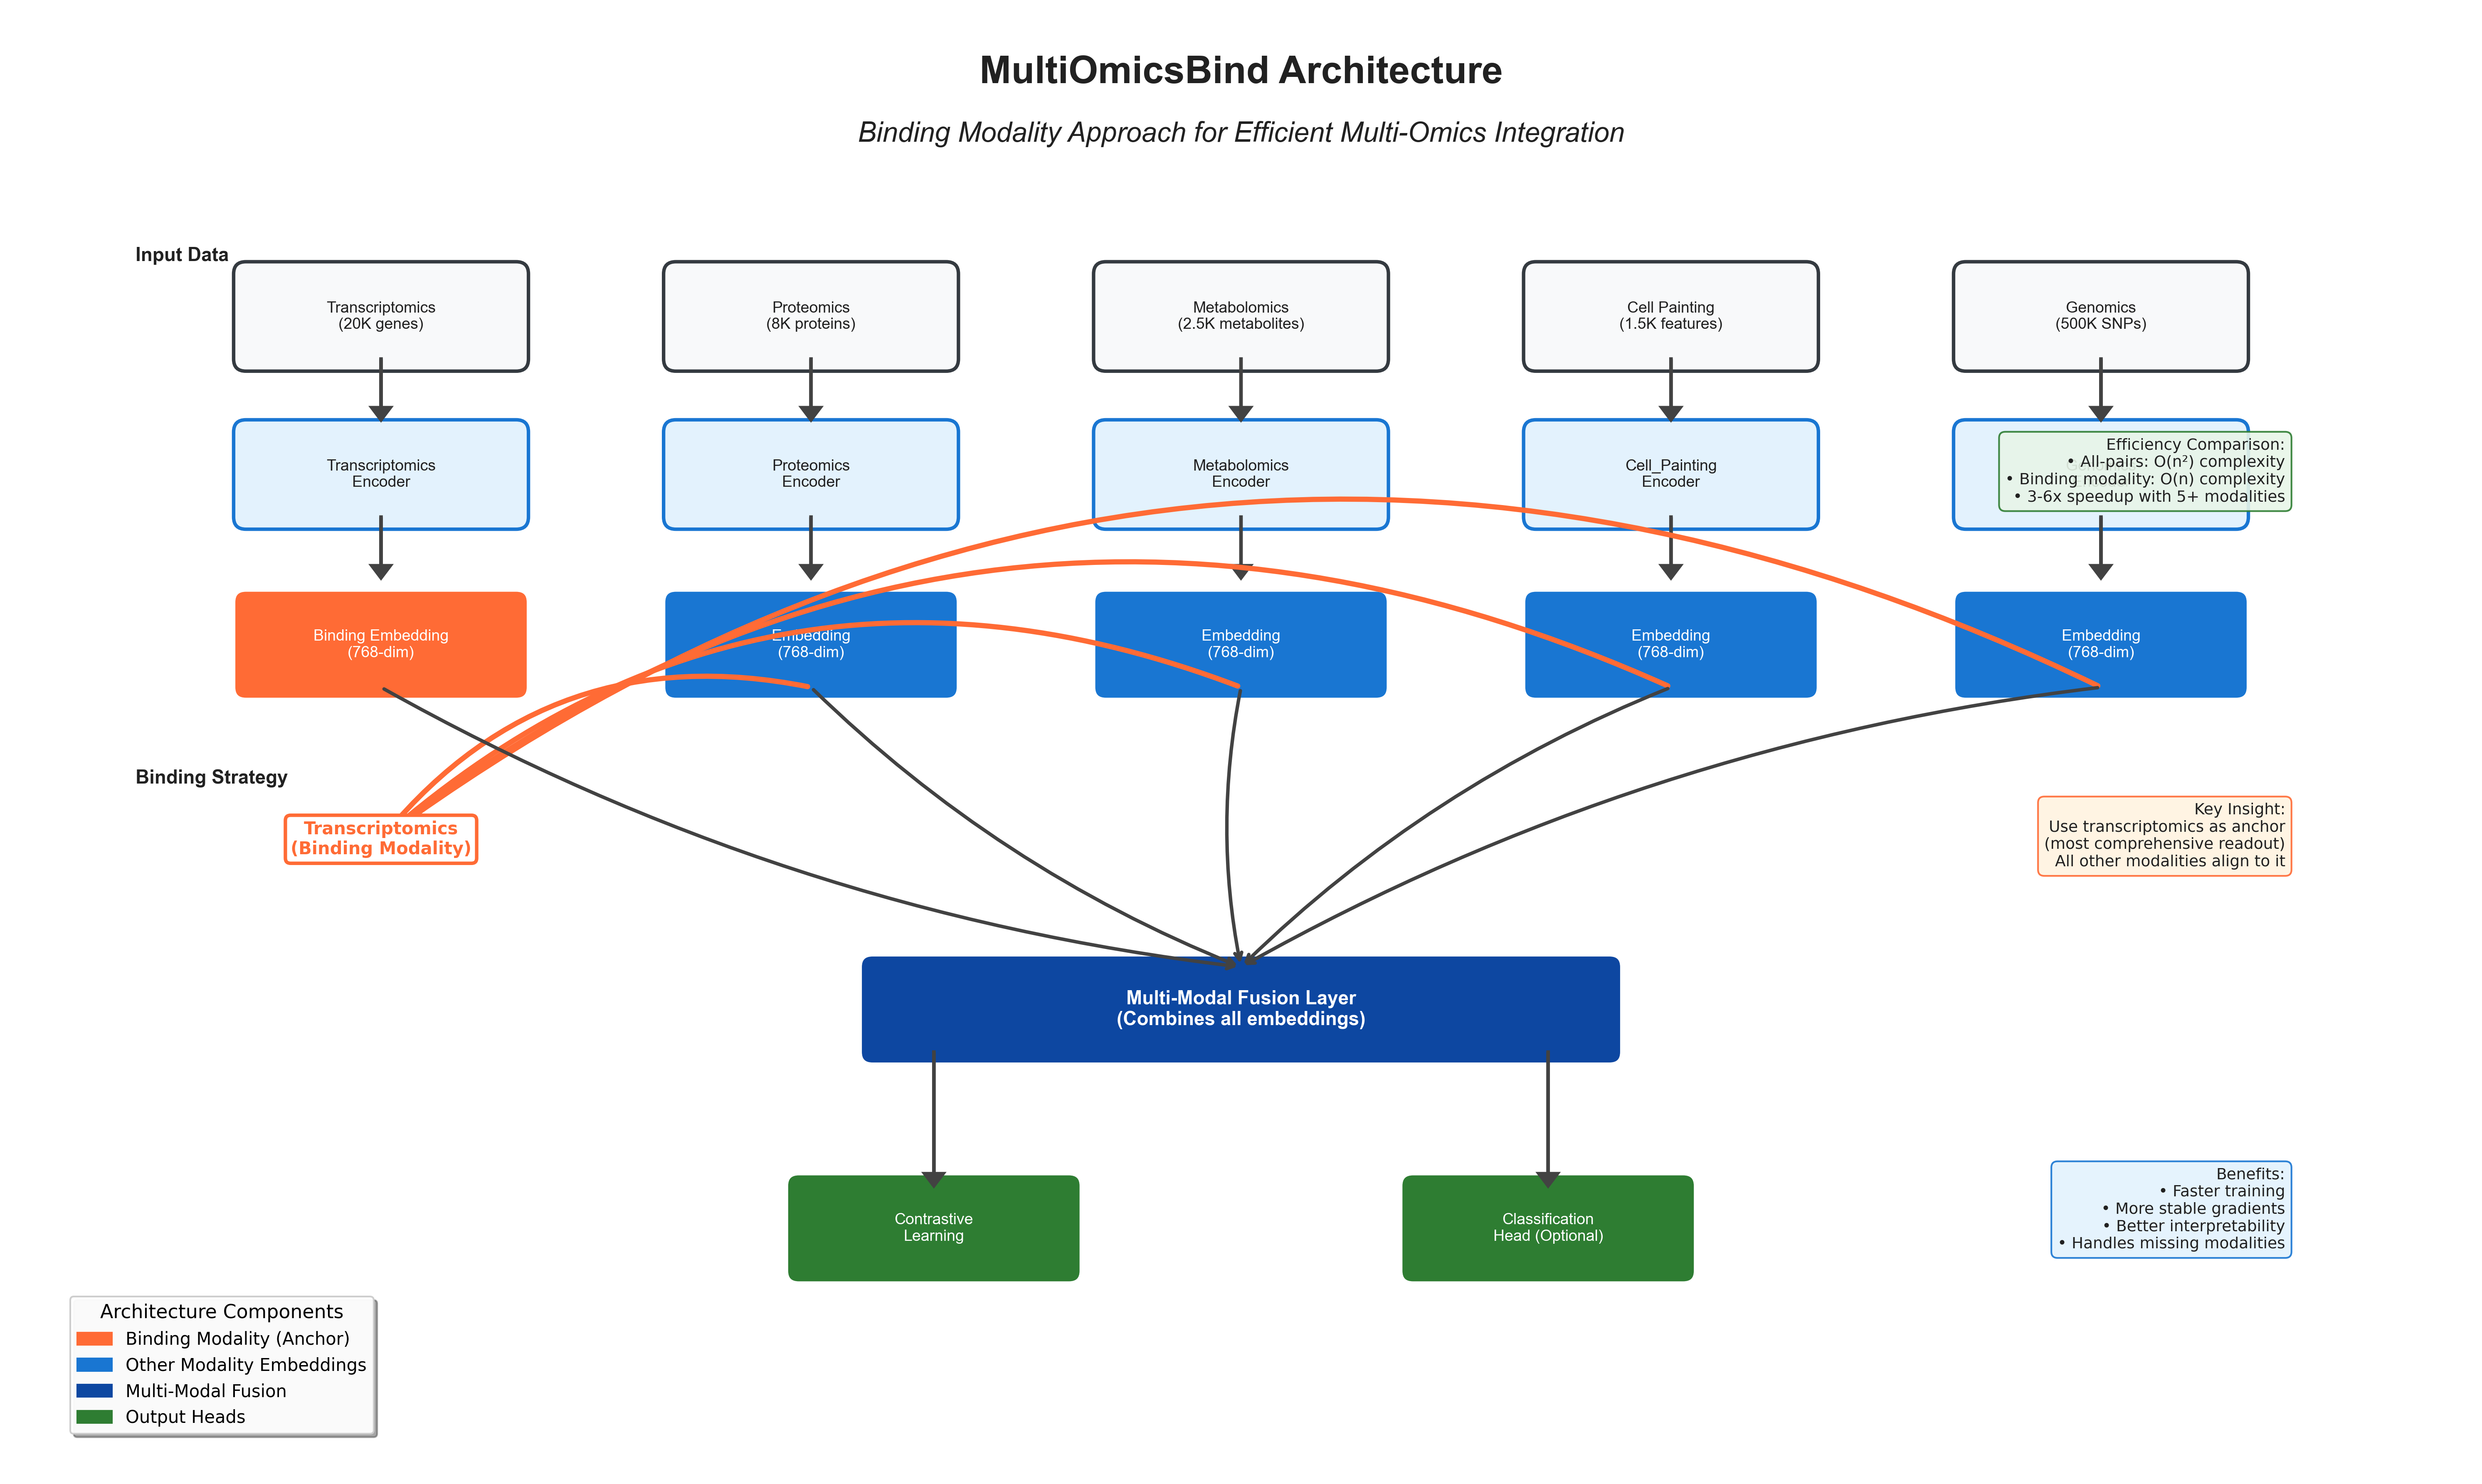 MultiOmicsBind Architecture
Binding Modality Approach for Efficient Multi-Omics Integration
Input Data
Transcriptomics
(20K genes)
Proteomics
(8K proteins)
Metabolomics
(2.5K metabolites)
Cell Painting
(1.5K features)
Genomics
(500K SNPs)
Transcriptomics
Encoder
Proteomics
Encoder
Metabolomics
Encoder
Cell_Painting
Encoder
Efficiency Comparison:
• All-pairs: O(n²) complexity
• Binding modality: O(n) complexity
• 3-6x speedup with 5+ modalities
Binding Embedding
(768-dim)
Embedding
(768-dim)
Embedding
(768-dim)
Embedding
(768-dim)
Embedding
(768-dim)
Binding Strategy
Transcriptomics
(Binding Modality)
Key Insight:
Use transcriptomics as anchor
(most comprehensive readout)
All other modalities align to it
Multi-Modal Fusion Layer
(Combines all embeddings)
Contrastive
Learning
Classification
Head (Optional)
Benefits:
• Faster training
• More stable gradients
• Better interpretability
• Handles missing modalities
Architecture Components
Binding Modality (Anchor)
Other Modality Embeddings
Multi-Modal Fusion
Output Heads